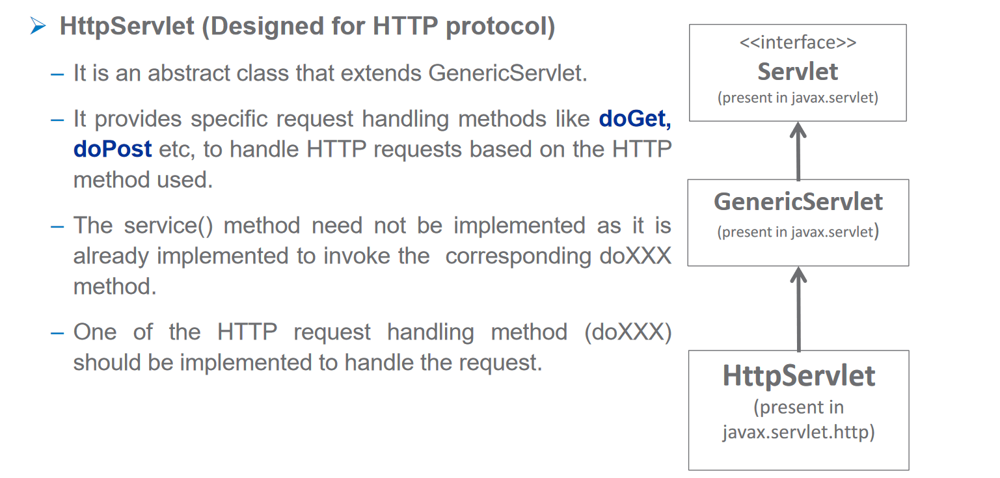 HttpServlet (Designed for HTTP protocol)
– It is an abstract class that extends GenericServlet.
– It provides specific request handling methods like doGet,
doPost etc, to handle HTTP requests based on the HTTP
method used.
– The service() method need not be implemented as it is
already implemented to invoke the corresponding doXXX
method.
– One of the HTTP request handling method (doXXX)
should be implemented to handle the request.
<<interface>>
Servlet
(present in javax.servlet)
GenericServlet
(present in javax.servlet)
HttpServlet
(present in
javax.servlet.http)